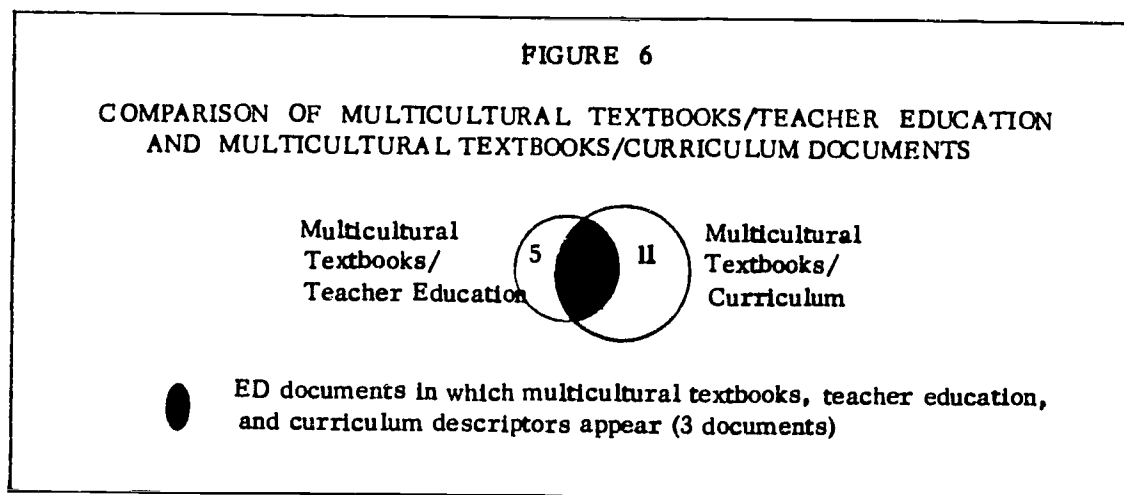 FIGURE 6
COMPARISON OF MULTICULTURAL TEXTBOOKS/TEACHER EDUCATION
AND MULTICULTURAL TEXTBOOKS/CURRICULUM DOCUMENTS
Multicultural
Textbooks/
Teacher Education
5
11
Multicultural
Textbooks/
Curriculum
ED documents in which multicultural textbooks, teacher education,
and curriculum descriptors appear (3 documents)